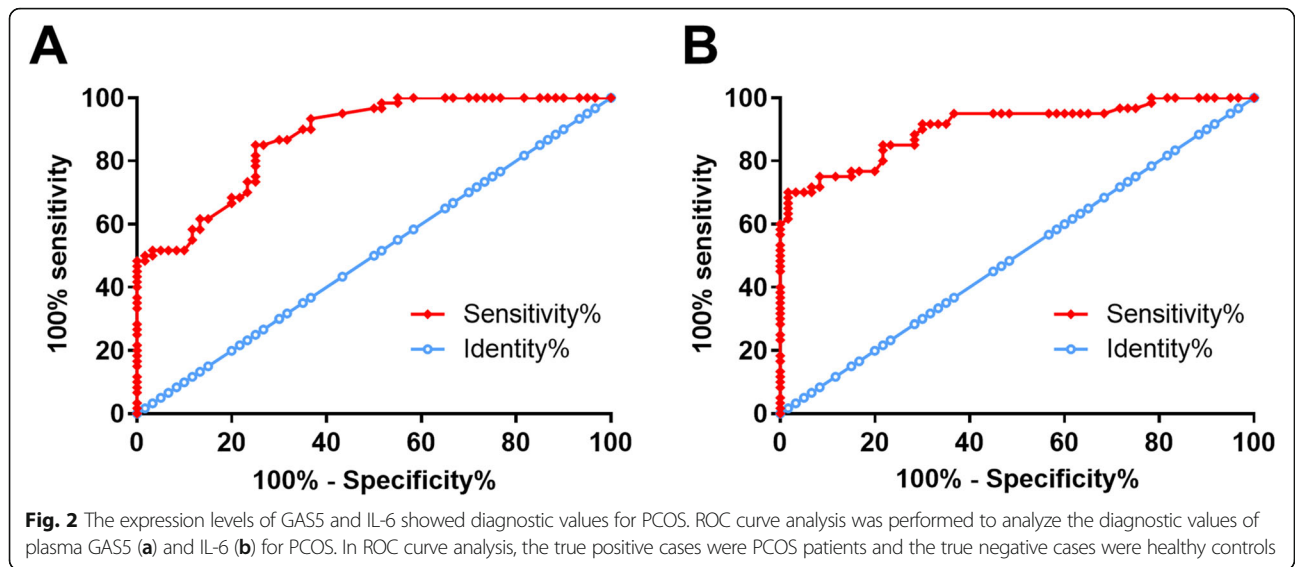 A
100% sensitivity
100
80
60
40
20
0
Sensitivity%
Identity%
0 20 40 60 80 100
100% - Specificity%
B
100% sensitivity
100
80
60
40
20
0
Sensitivity%
Identity%
0 20 40 60 80 100
100% - Specificity%
Fig. 2 The expression levels of GAS5 and IL-6 showed diagnostic values for PCOS. ROC curve analysis was performed to analyze the diagnostic values of
plasma GAS5 (a) and IL-6 (b) for PCOS. In ROC curve analysis, the true positive cases were PCOS patients and the true negative cases were healthy controls